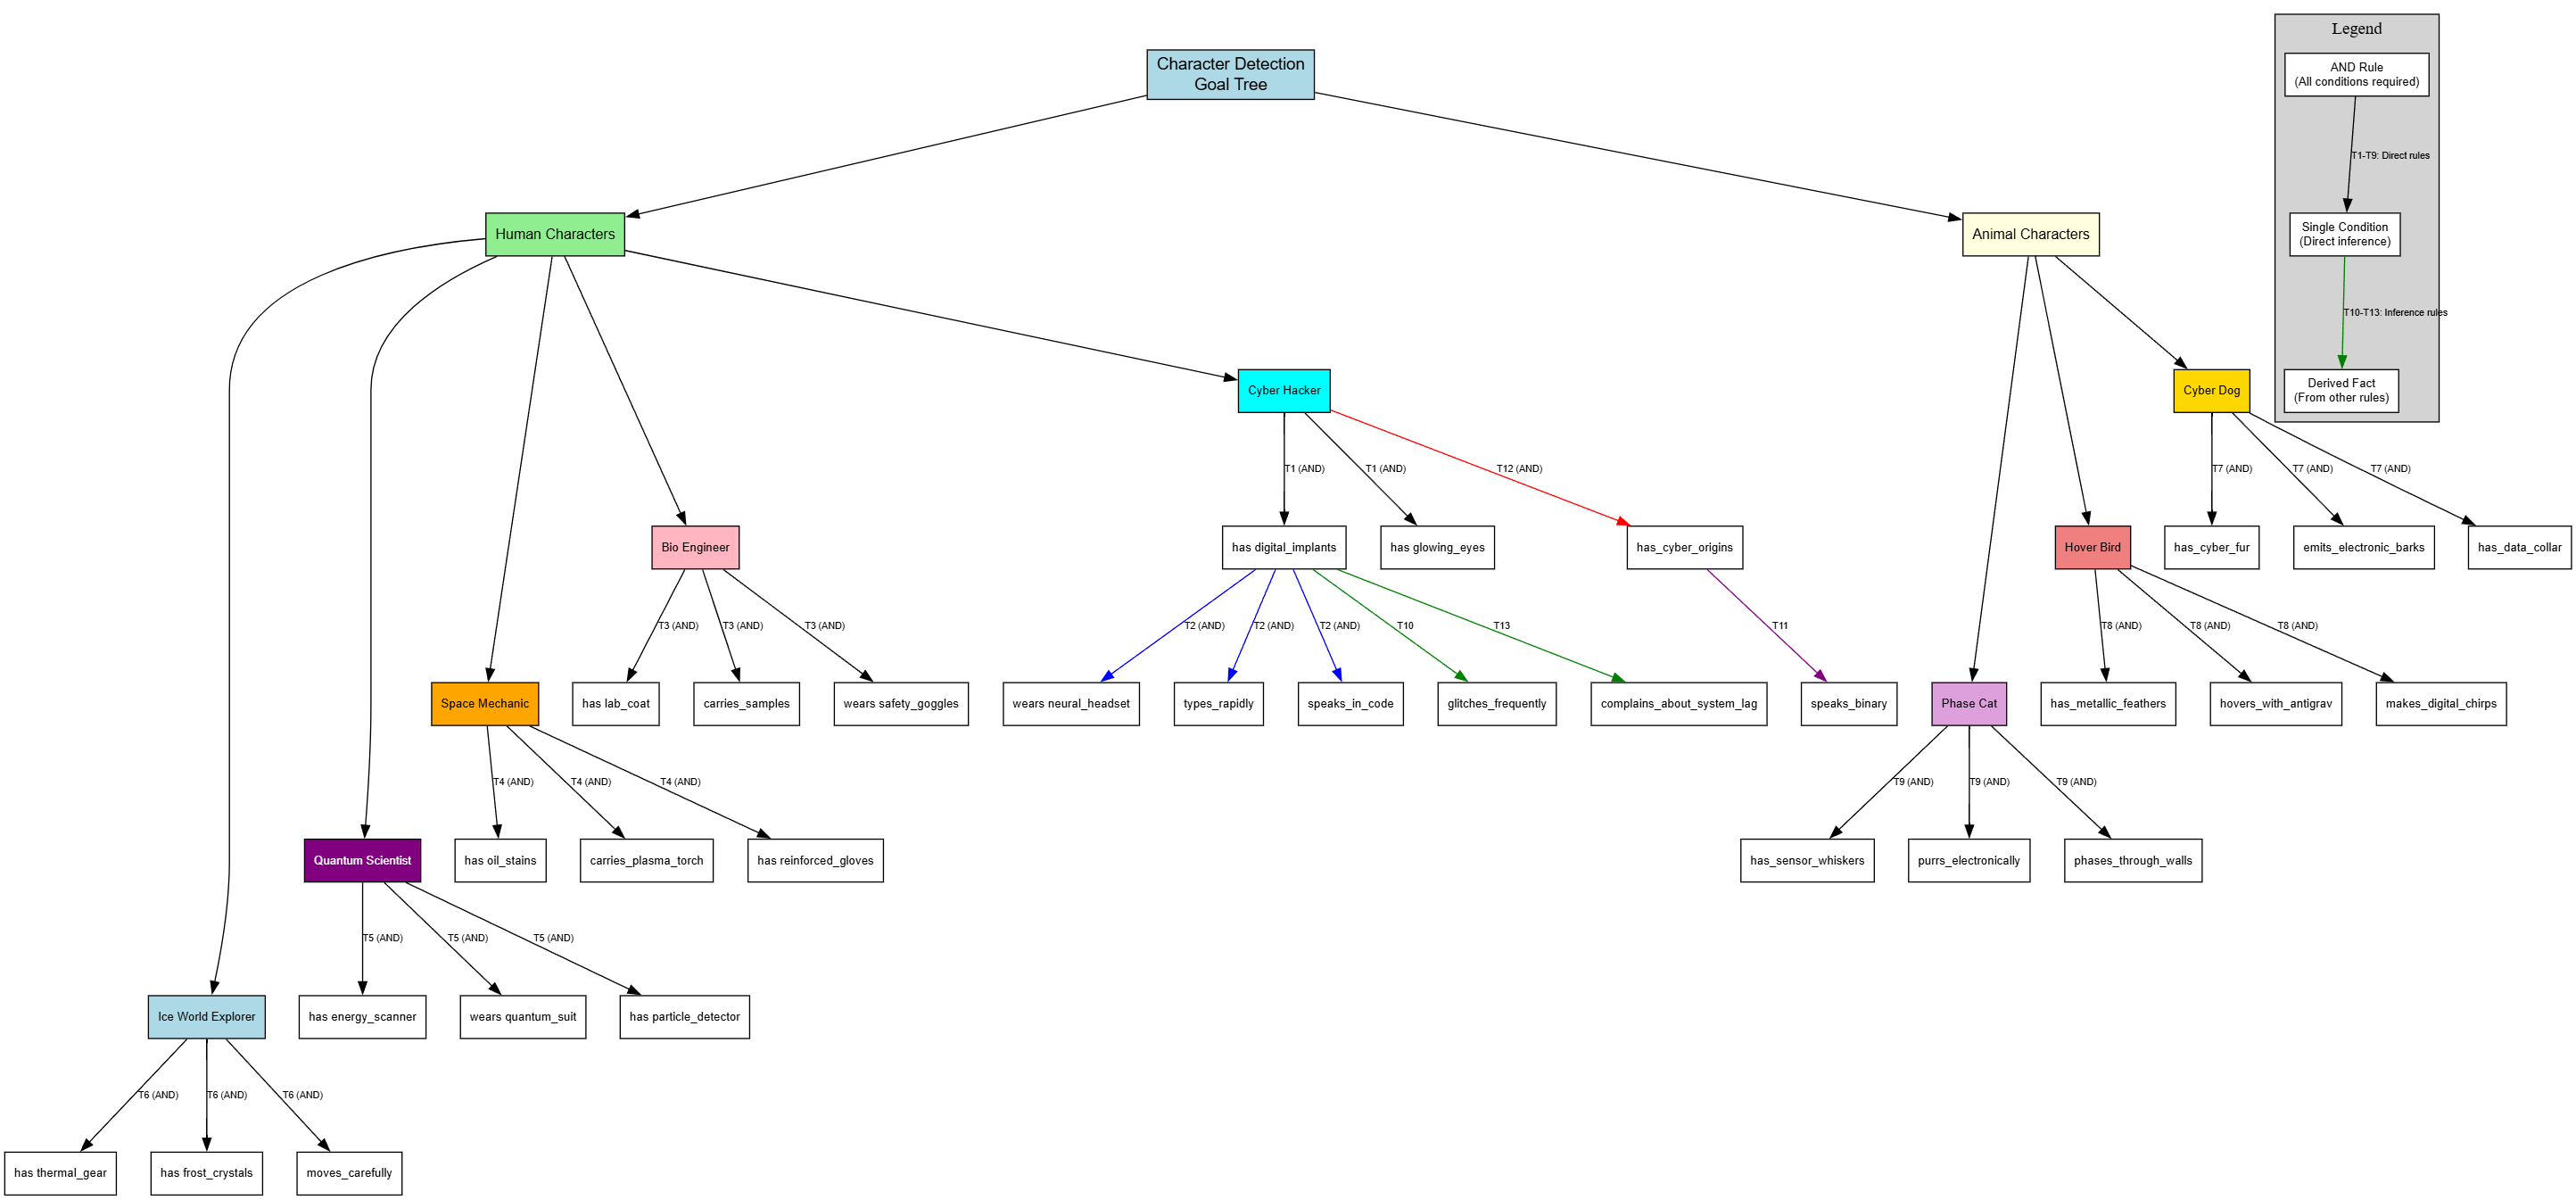 Legend
Character Detection
Goal Tree
AND Rule
(All conditions required)
T1-T9: Direct rules
Human Characters
Animal Characters
Single Condition
(Direct inference)
T10-T13: Inference rules
Cyber Hacker
Cyber Dog
Derived Fact
(From other rules)
T1 (AND)
T1 (AND)
T12 (AND)
T7 (AND)
T7 (AND)
T7 (AND)
Bio Engineer
has digital_implants
has glowing_eyes
has_cyber_origins
Hover Bird
has_cyber_fur
emits_electronic_barks
has_data_collar
T3 (AND)
T3 (AND)
T3 (AND)
T2 (AND)
T2 (AND)
T2 (AND)
T10
T13
T11
T8 (AND)
T8 (AND)
T8 (AND)
Space Mechanic
has lab_coat
carries_samples
wears safety_goggles
wears neural_headset
types_rapidly
speaks_in_code
glitches_frequently
complains_about_system_lag
speaks_binary
Phase Cat
has_metallic_feathers
hovers_with_antigrav
makes_digital_chirps
T4 (AND)
T4 (AND)
T4 (AND)
T9 (AND)
T9 (AND)
T9 (AND)
Quantum Scientist
has oil_stains
carries_plasma_torch
has reinforced_gloves
has_sensor_whiskers
purrs_electronically
phases_through_walls
T5 (AND)
T5 (AND)
T5 (AND)
Ice World Explorer
has energy_scanner
wears quantum_suit
has particle_detector
T6 (AND)
T6 (AND)
T6 (AND)
has thermal_gear
has frost_crystals
moves_carefully